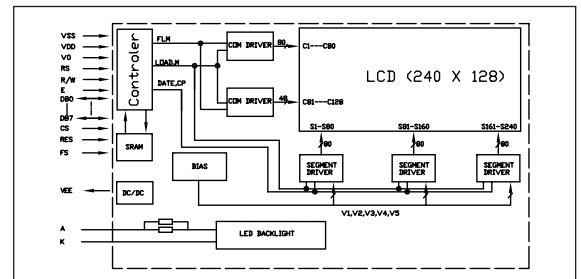 VSS
VDD
VO
RS
R/W
E
DB0
DB7
CS
RES
FS
VEE
A
K
Controler
SRAM
DC/DC
FLM
LOAD,M
DATE,CP
COM DRIVER
80
COM DRIVER
48
C1---C80
LCD (240 X 128)
C81---C128
S1-S80
S81-S160
S161-S240
80
80
80
BIAS
SEGMENT
DRIVER
SEGMENT
DRIVER
SEGMENT
DRIVER
V1,V2,V3,V4,V5
LED BACKLIGHT